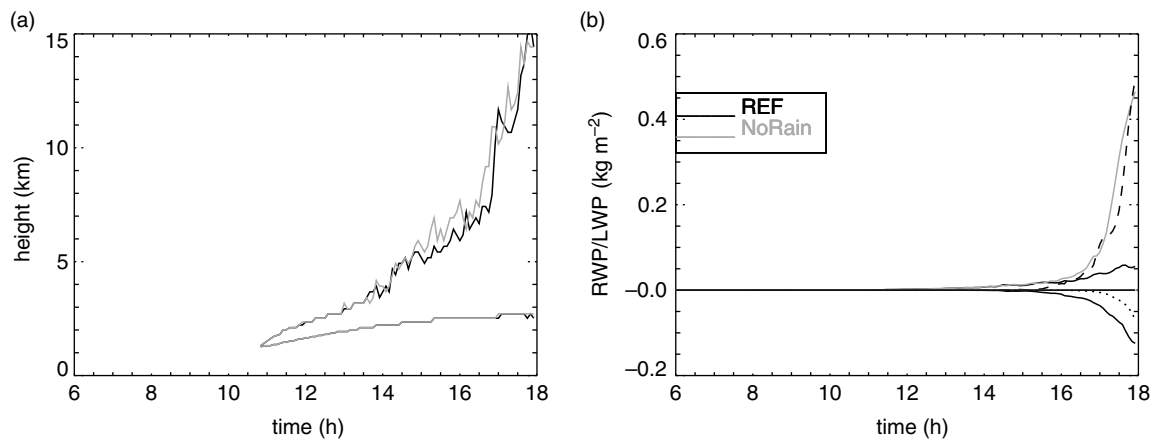 (a)
15
10
5
0
height (km)
6 8 10 12 14 16 18
time (h)
(b)
0.6
0.4
0.2
−0.0
−0.2
RWP/LWP (kg m−2)
REF
NoRain
6 8 10 12 14 16 18
time (h)